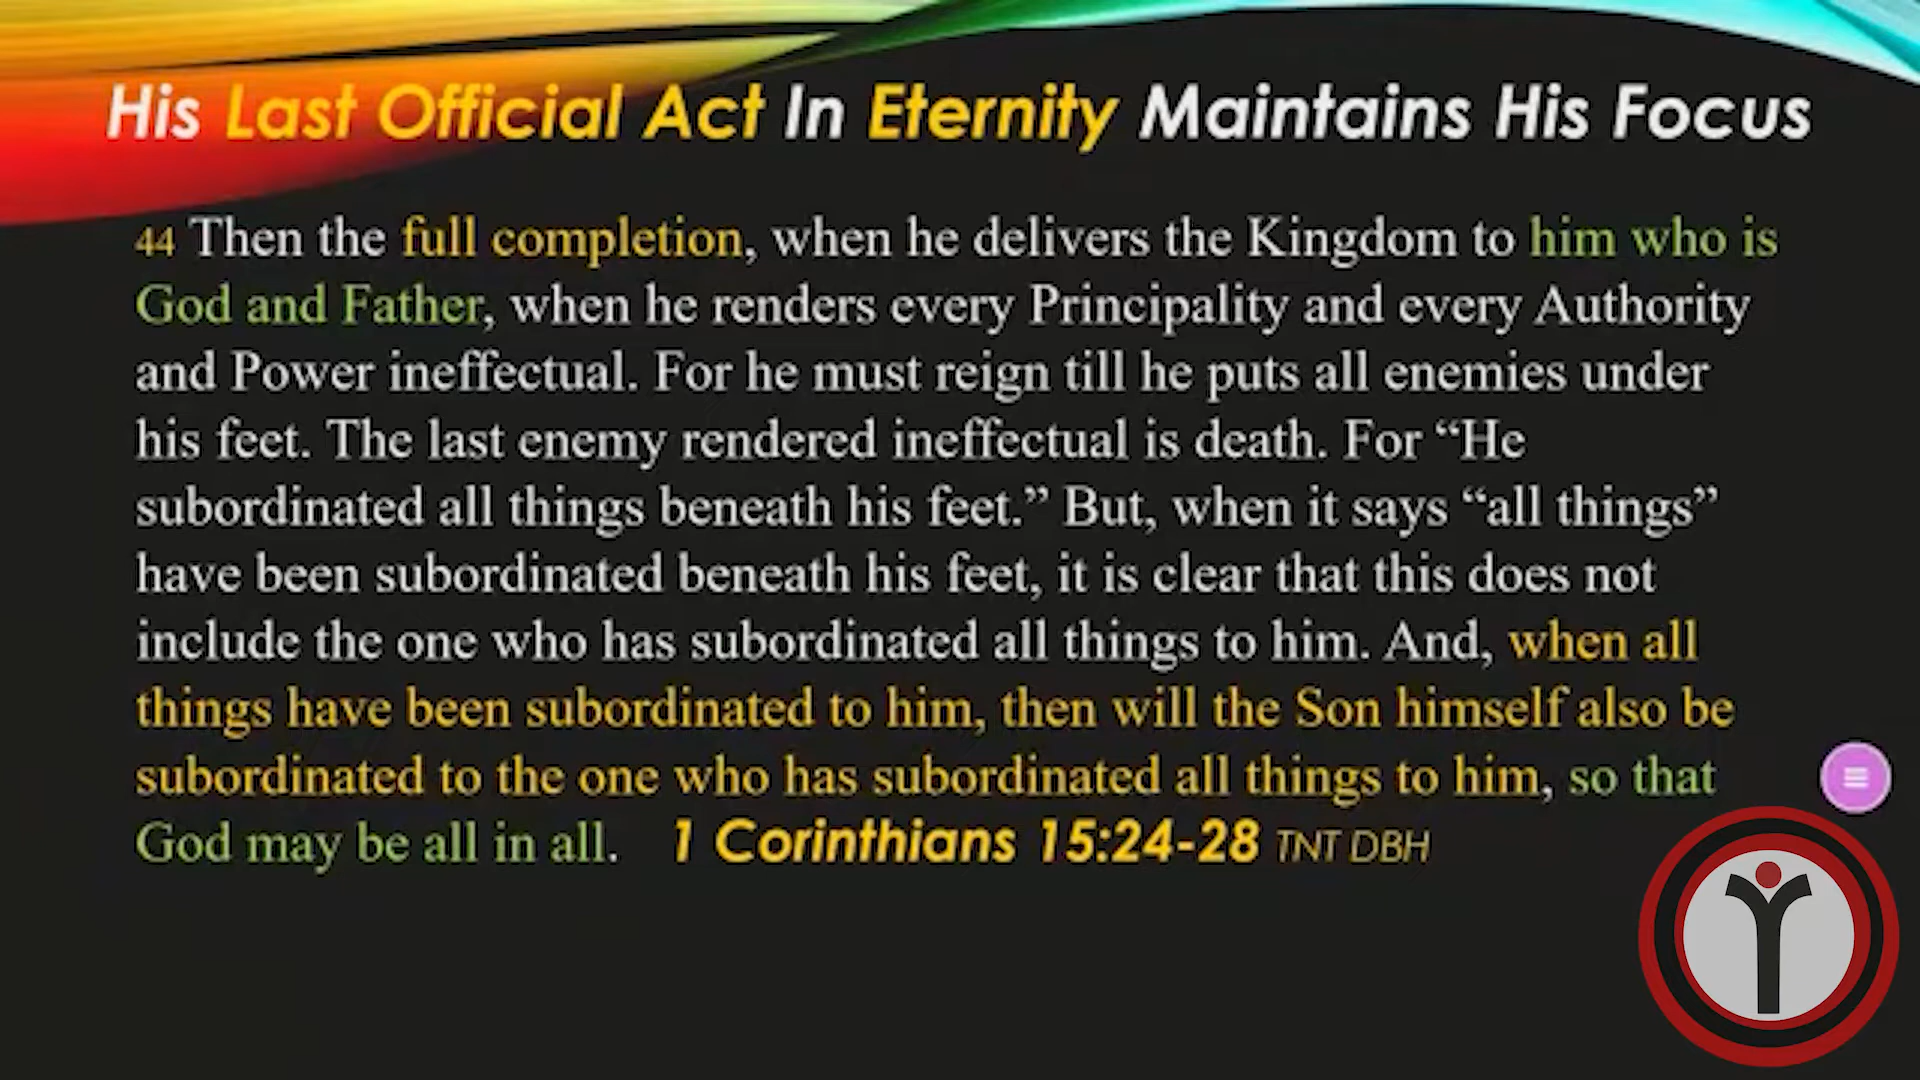 His Last Official Act In Eternity Maintains His Focus
44 Then the full completion, when he delivers the Kingdom to him who is
God and Father, when he renders every Principality and every Authority
and Power ineffectual. For he must reign till he puts all enemies under
his feet. The last enemy rendered ineffectual is death. For “He
subordinated all things beneath his feet.” But, when it says “all things”
have been subordinated beneath his feet, it is clear that this does not
include the one who has subordinated all things to him. And, when all
things have been subordinated to him, then will the Son himself also be
subordinated to the one who has subordinated all things to him, so that
God may be all in all. 1 Corinthians 15:24-28 TNT DBH